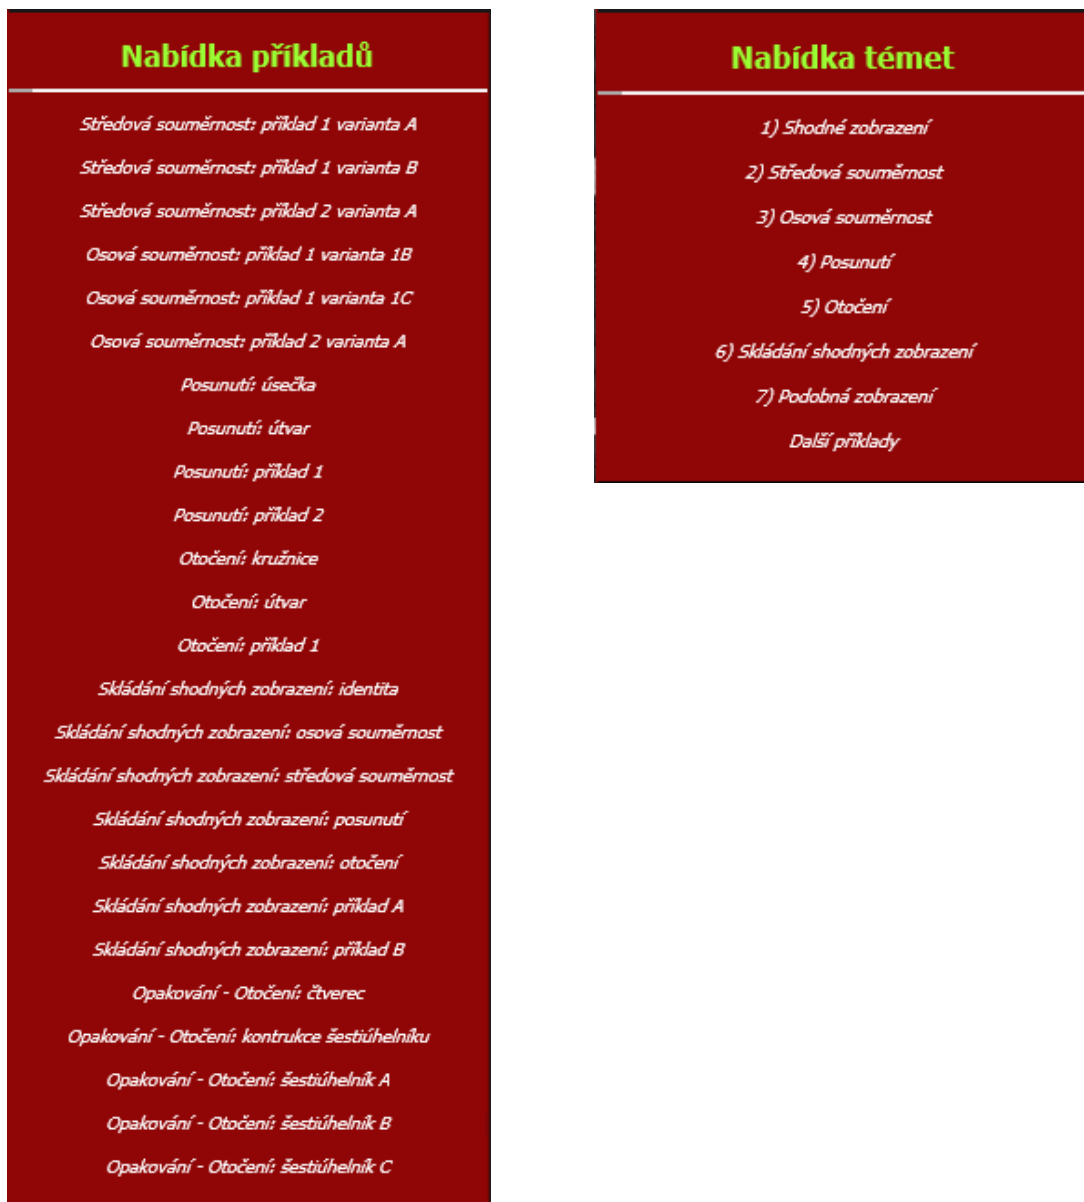 Nabídka příkladů
Středová souměrnost: příklad 1 varianta A
Středová souměrnost: příklad 1 varianta B
Středová souměrnost: příklad 2 varianta A
Osová souměrnost: příklad 1 varianta 1B
Osová souměrnost: příklad 1 varianta 1C
Osová souměrnost: příklad 2 varianta A
Posunutí: úsečka
Posunutí: útvar
Posunutí: příklad 1
Posunutí: příklad 2
Otočení: kružnice
Otočení: útvar
Otočení: příklad 1
Skládání shodných zobrazení: identita
Skládání shodných zobrazení: osová souměrnost
Skládání shodných zobrazení: středová souměrnost
Skládání shodných zobrazení: posunutí
Skládání shodných zobrazení: otočení
Skládání shodných zobrazení: příklad A
Skládání shodných zobrazení: příklad B
Opakování - Otočení: čtverec
Opakování - Otočení: kontrukce šestiúhelníku
Opakování - Otočení: šestiúhelník A
Opakování - Otočení: šestiúhelník B
Opakování - Otočení: šestiúhelník C
Nabídka témet
1) Shodné zobrazení
2) Středová souměrnost
3) Osová souměrnost
4) Posunutí
5) Otočení
6) Skládání shodných zobrazení
7) Podobná zobrazení
Další příklady